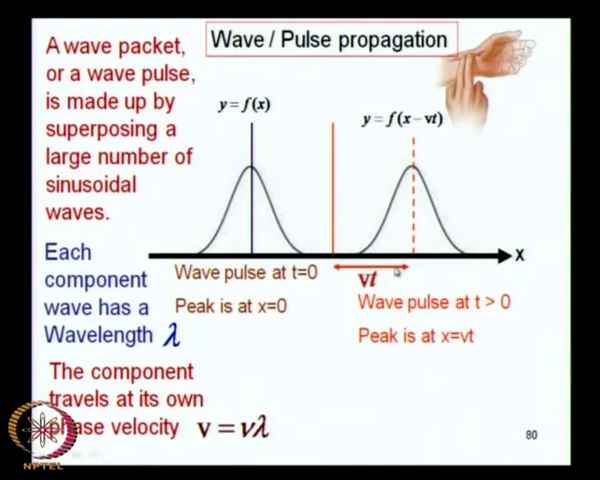 Wave / Pulse propagation
A wave packet,
or a wave pulse,
is made up by
superposing a
large number of
sinusoidal
waves.
y = f(x)
y = f(x − vt)
x
Each
component
wave has a
Wavelength λ
Wave pulse at t=0
Peak is at x=0
vt
Wave pulse at t > 0
Peak is at x=vt
The component
travels at its own
phase velocity v = νλ
NPTEL
80